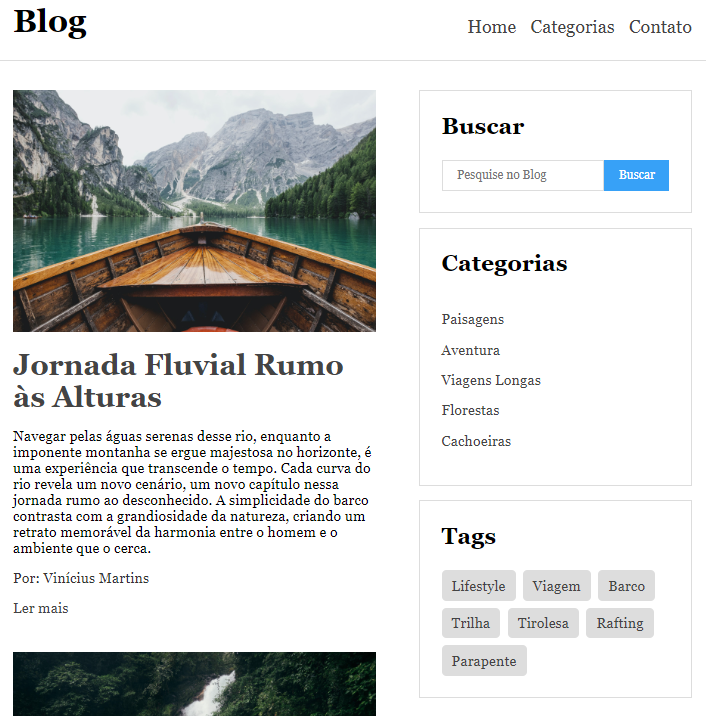 Blog
Home Categorias Contato
Jornada Fluvial Rumo
às Alturas
Navegar pelas águas serenas desse rio, enquanto a
imponente montanha se ergue majestosa no horizonte, é
uma experiência que transcende o tempo. Cada curva do
rio revela um novo cenário, um novo capítulo nessa
jornada rumo ao desconhecido. A simplicidade do barco
contrasta com a grandiosidade da natureza, criando um
retrato memorável da harmonia entre o homem e o
ambiente que o cerca.
Por: Vinícius Martins
Ler mais
Buscar
Pesquise no Blog Buscar
Categorias
Paisagens
Aventura
Viagens Longas
Florestas
Cachoeiras
Tags
Lifestyle Viagem Barco
Trilha Tirolesa Rafting
Parapente